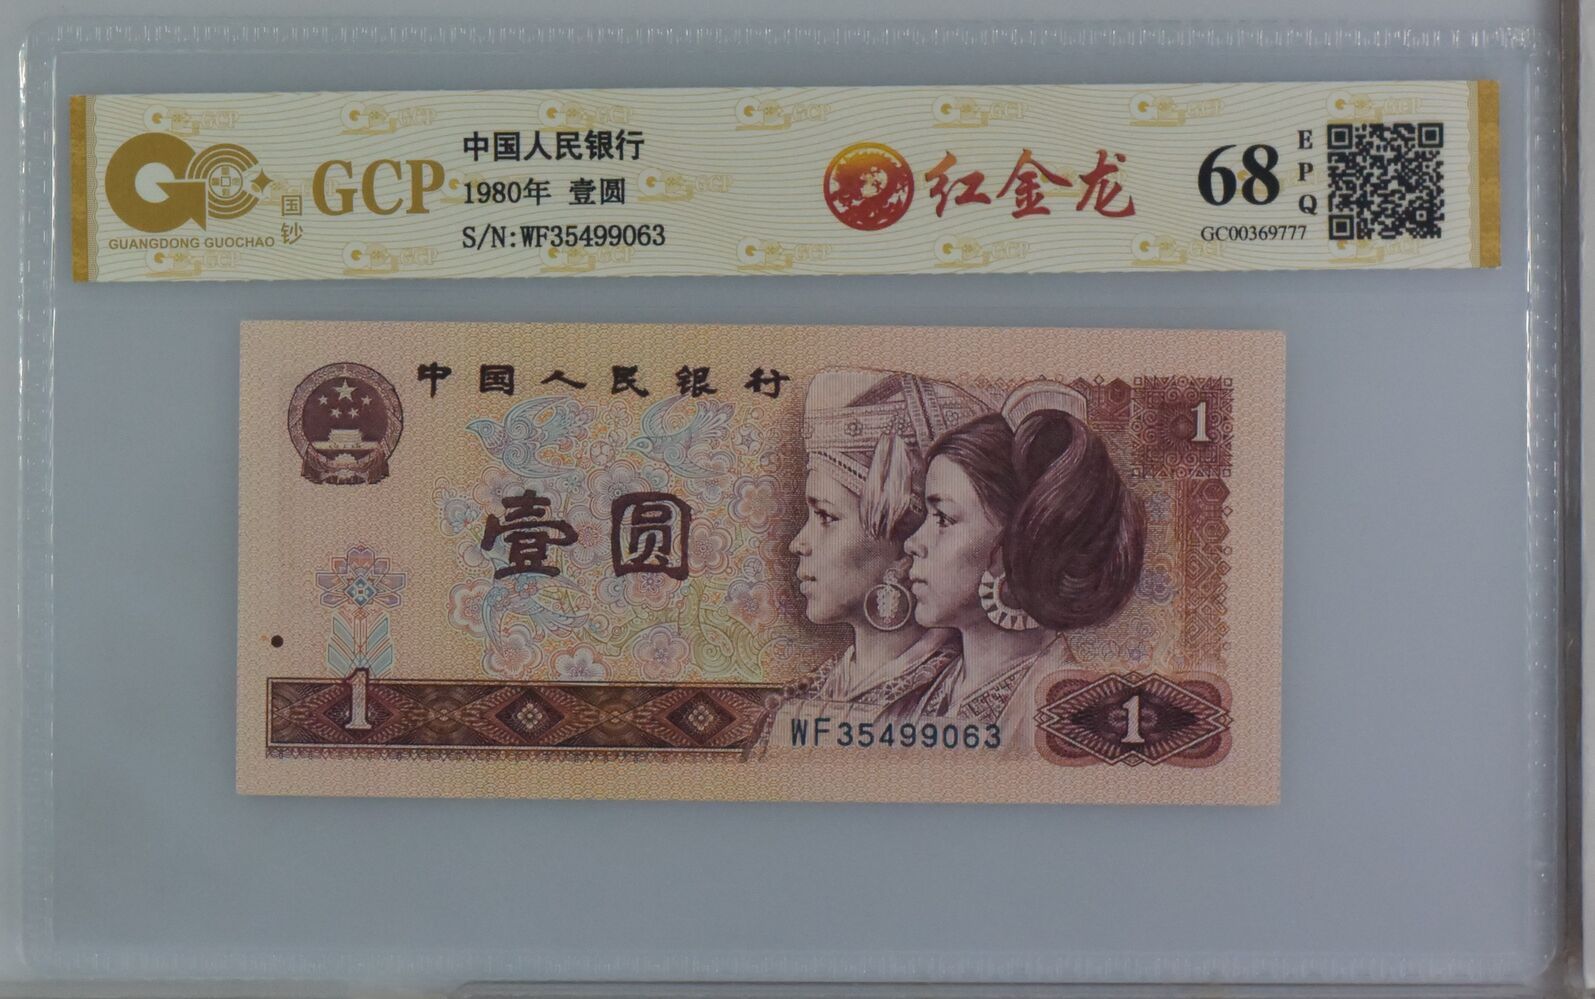 GUANGDONG GUOCHAO
国钞
GCP
中国人民银行
1980年 壹圆
S/N:WF35499063
红金龙
68
EPQ
GC00369777
中国人民银行
1
壹圆
1
WF35499063
1